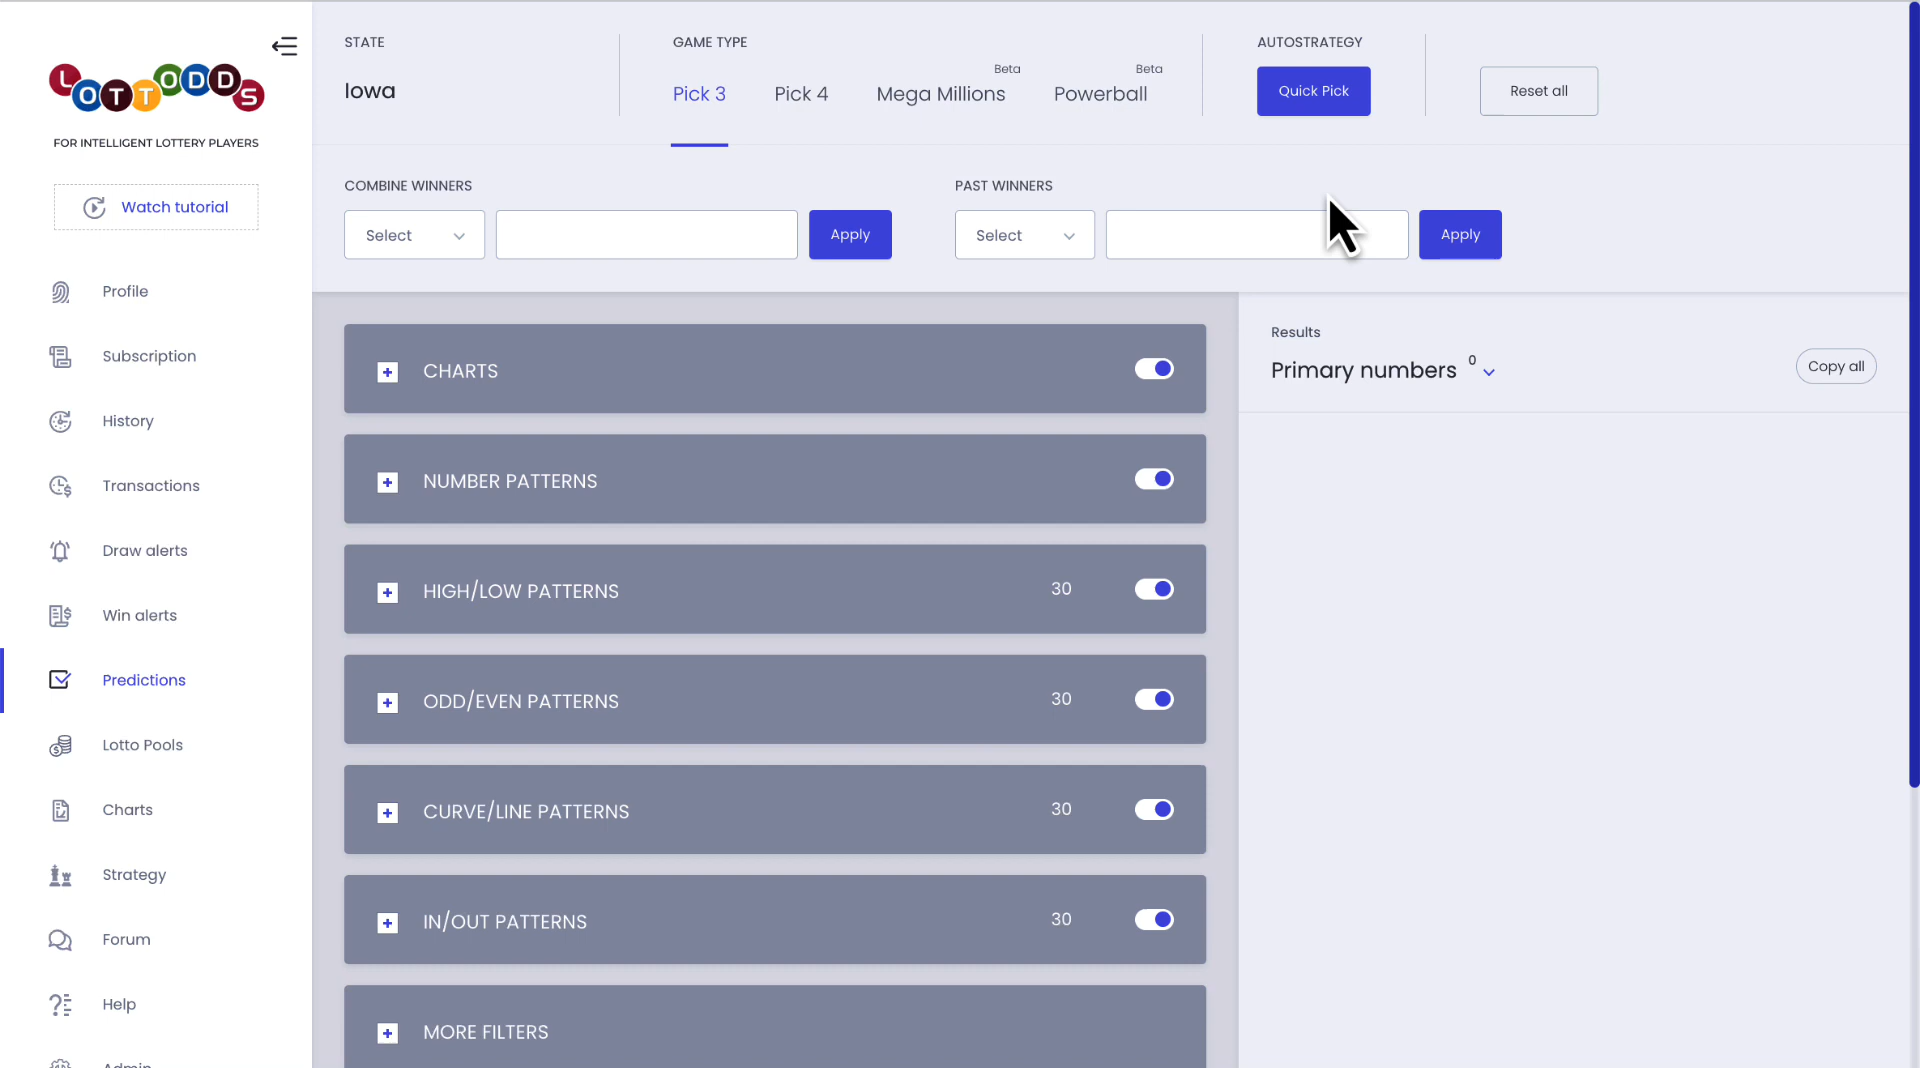 LOTTODDS
FOR INTELLIGENT LOTTERY PLAYERS
Watch tutorial
Profile
Subscription
History
Transactions
Draw alerts
Win alerts
Predictions
Lotto Pools
Charts
Strategy
Forum
Help
Admin
STATE
Iowa
GAME TYPE
Pick 3
Pick 4
Beta
Mega Millions
Beta
Powerball
AUTOSTRATEGY
Quick Pick
Reset all
COMBINE WINNERS
Select
Apply
PAST WINNERS
Select
Apply
CHARTS
NUMBER PATTERNS
HIGH/LOW PATTERNS 30
ODD/EVEN PATTERNS 30
CURVE/LINE PATTERNS 30
IN/OUT PATTERNS 30
MORE FILTERS
Results
Primary numbers 0
Copy all